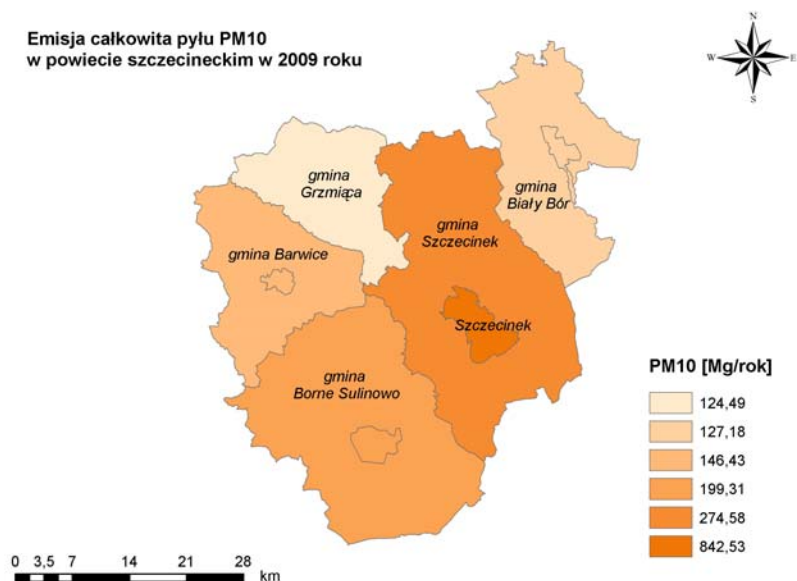 Emisja całkowita pyłu PM10
w powiecie szczecineckim w 2009 roku
N
W
E
S
gmina
Grzmiąca
gmina
Biały Bór
gmina
Szczecinek
gmina Barwice
Szczecinek
gmina
Borne Sulinowo
PM10 [Mg/rok]
124,49
127,18
146,43
199,31
274,58
842,53
0 3,5 7 14 21 28
km